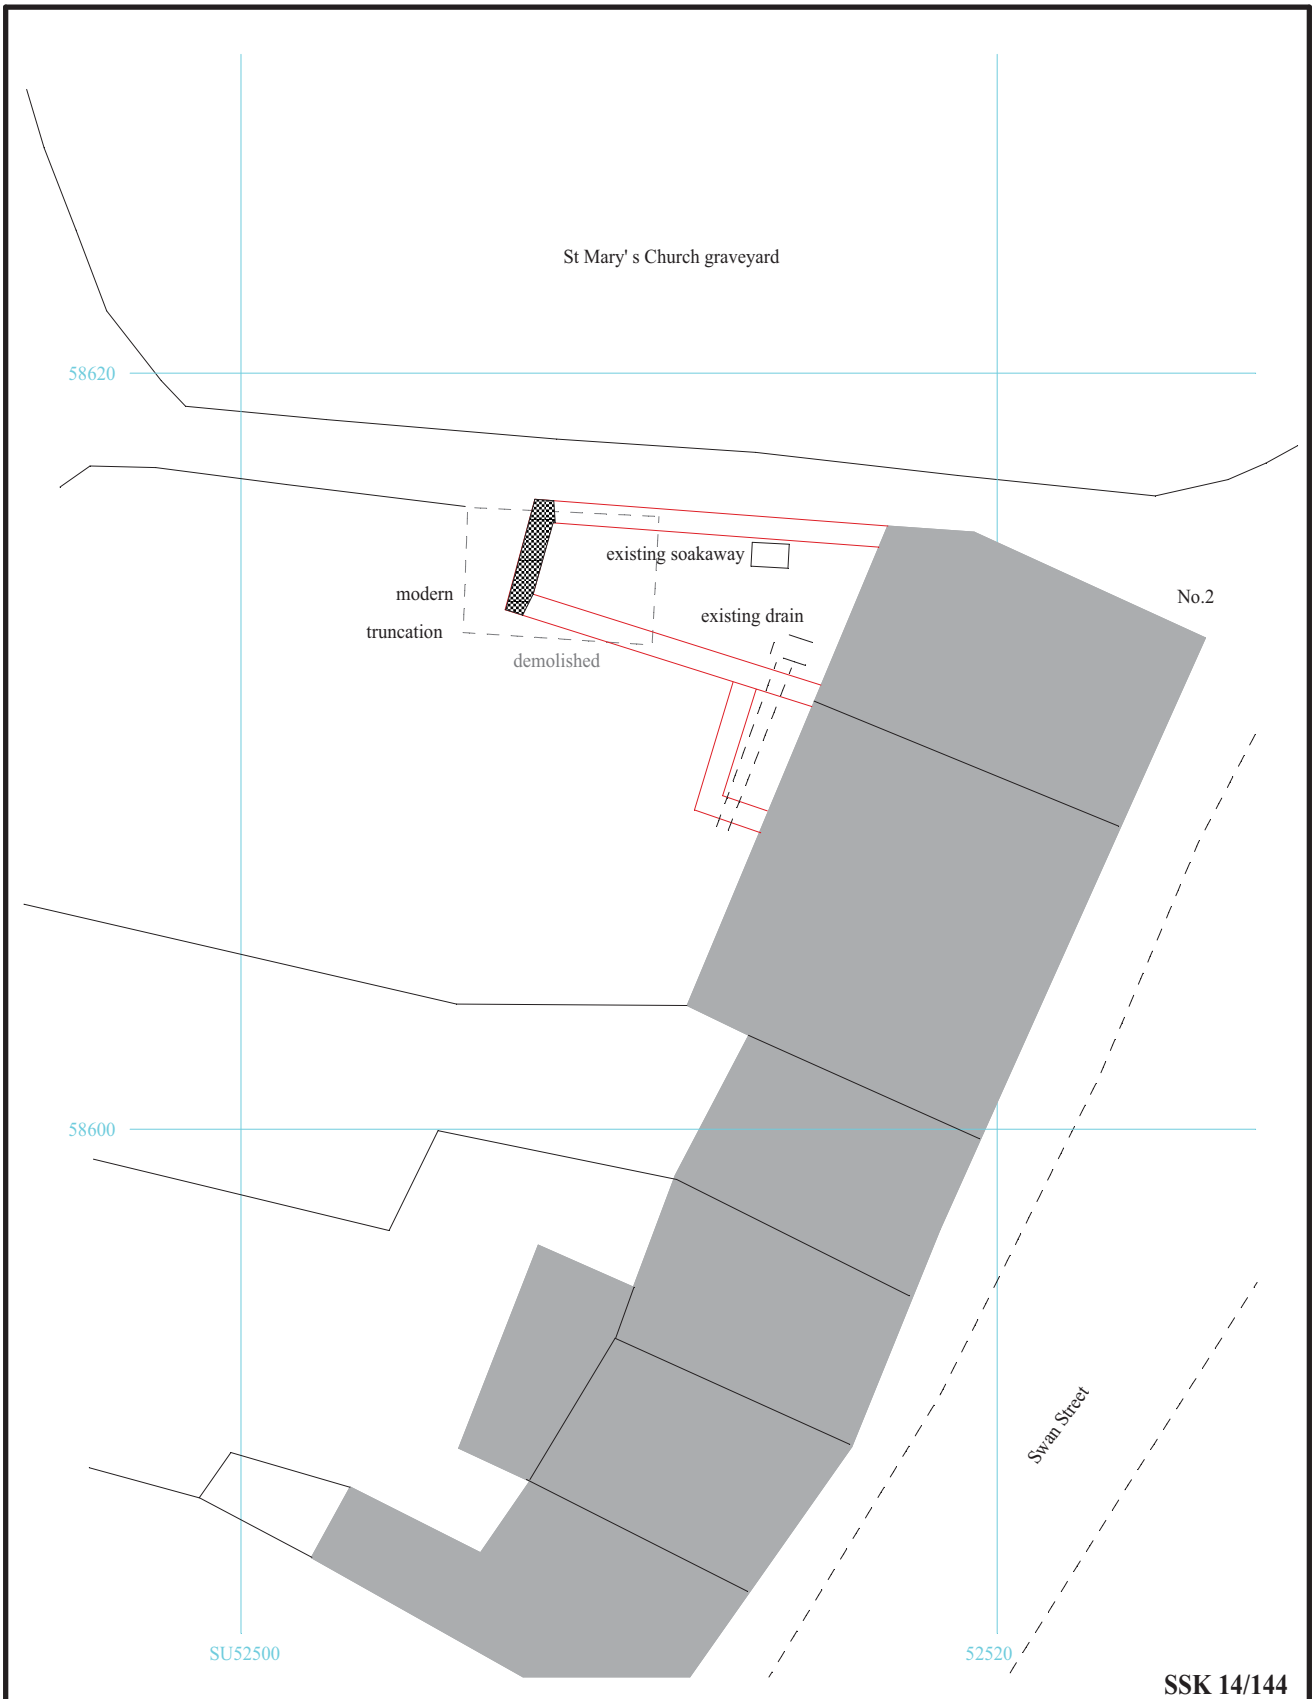 St Mary' s Church graveyard
58620
existing soakaway
modern
truncation
No.2
existing drain
demolished
58600
Swan Street
SU52500
52520
SSK 14/144